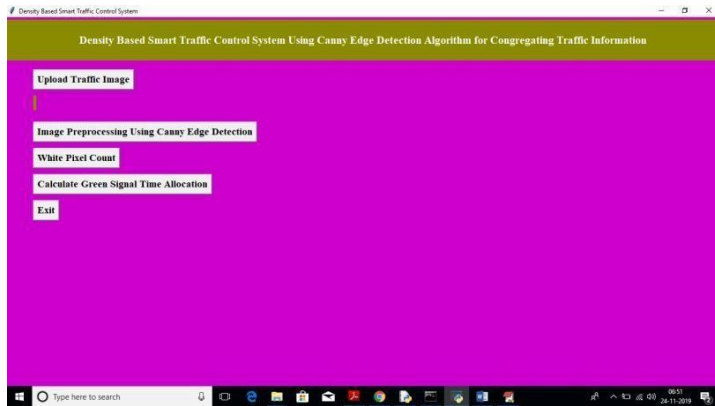 Density Based Smart Traffic Control System
Density Based Smart Traffic Control System Using Canny Edge Detection Algorithm for Congregating Traffic Information
Upload Traffic Image
Image Preprocessing Using Canny Edge Detection
White Pixel Count
Calculate Green Signal Time Allocation
Exit
Type here to search
08:51
24-11-2019